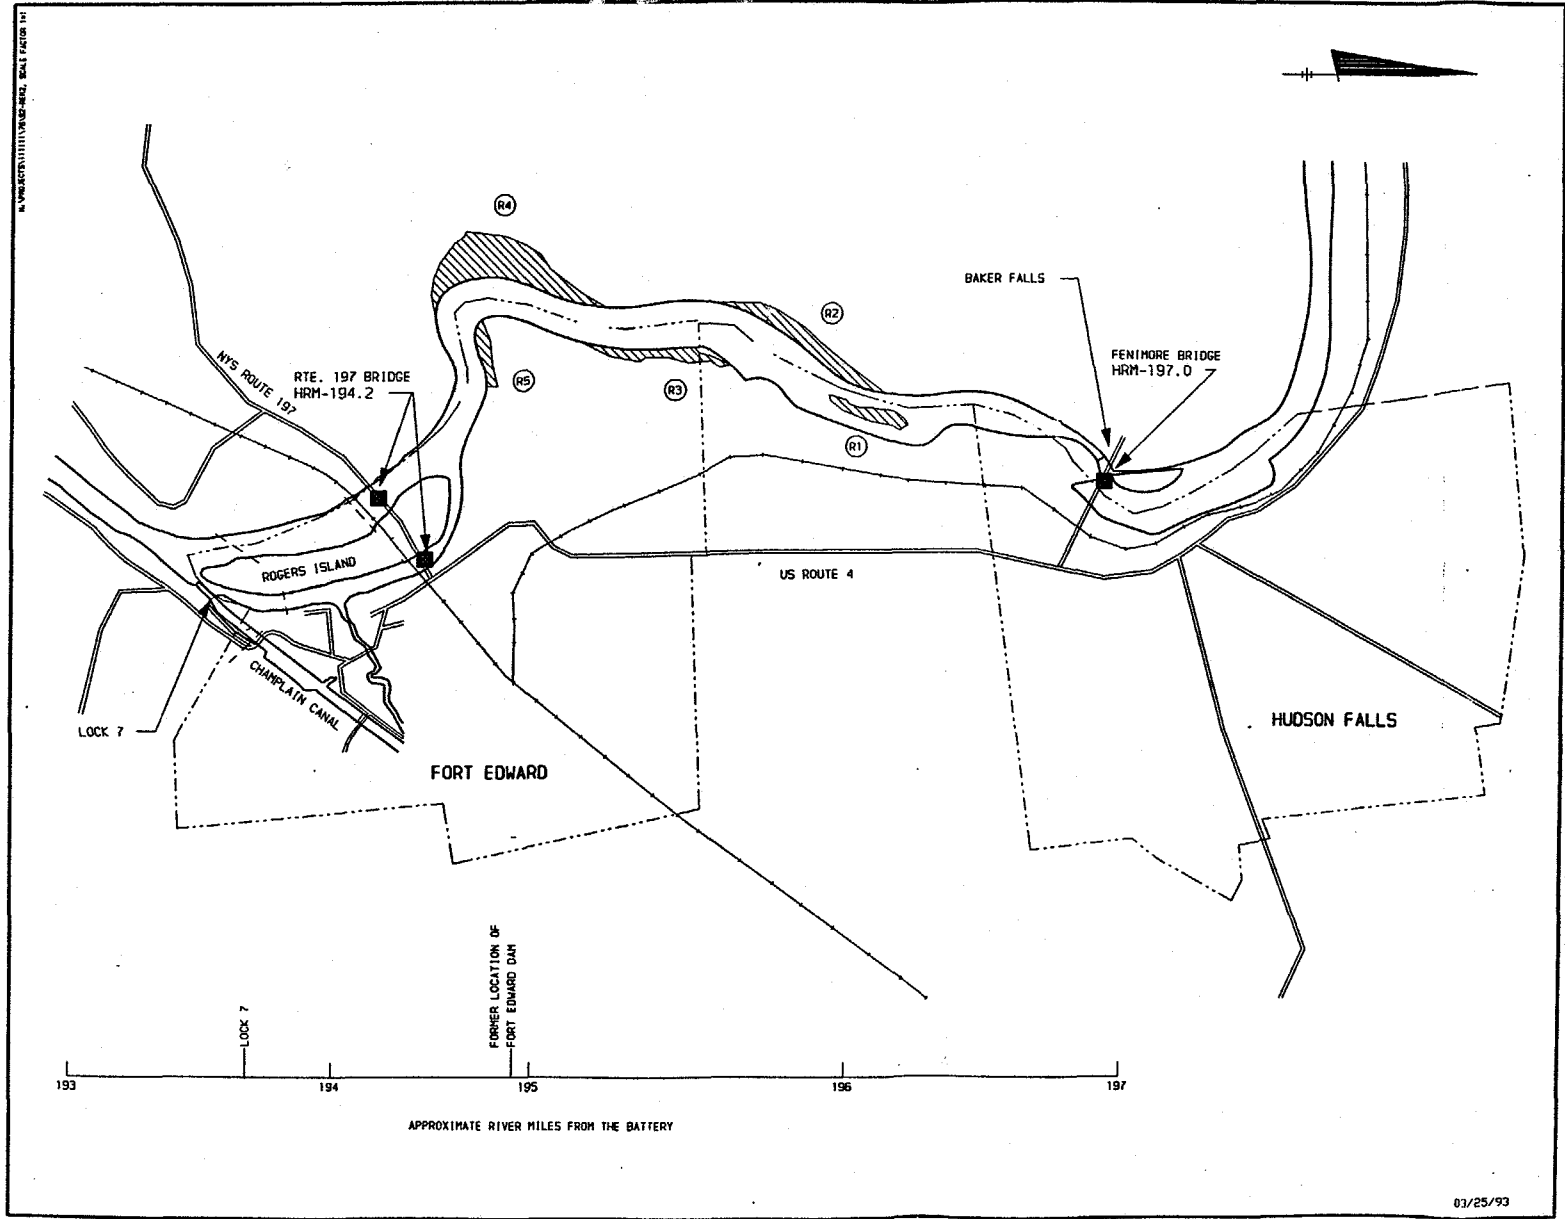 R4
BAKER FALLS
R2
FENIMORE BRIDGE
HRM-197.0
NYS ROUTE 197
RTE. 197 BRIDGE
HRM-194.2
R5
R3
R1
ROGERS ISLAND
US ROUTE 4
CHAMPLAIN CANAL
LOCK 7
HUDSON FALLS
FORT EDWARD
LOCK 7
FORMER LOCATION OF
FORT EDWARD DAM
193
194
195
196
197
APPROXIMATE RIVER MILES FROM THE BATTERY
03/25/93